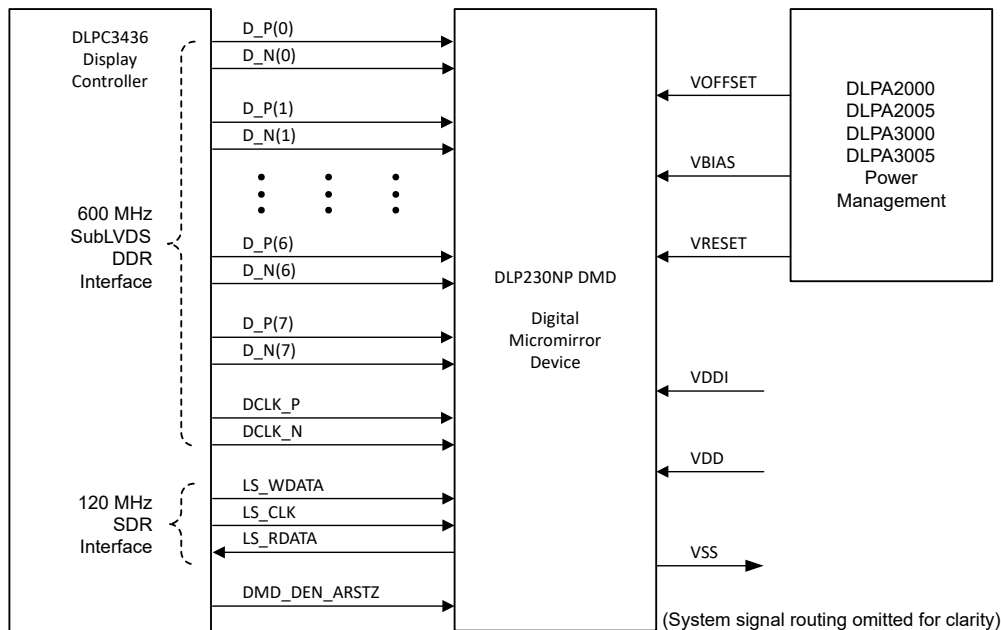 DLPC3436
Display
Controller
600 MHz
SubLVDS
DDR
Interface
120 MHz
SDR
Interface
D_P(0)
D_N(0)
D_P(1)
D_N(1)
D_P(6)
D_N(6)
D_P(7)
D_N(7)
DCLK_P
DCLK_N
LS_WDATA
LS_CLK
LS_RDATA
DMD_DEN_ARSTZ
DLP230NP DMD
Digital
Micromirror
Device
VOFFSET
VBIAS
VRESET
VDDI
VDD
VSS
DLPA2000
DLPA2005
DLPA3000
DLPA3005
Power
Management
(System signal routing omitted for clarity)